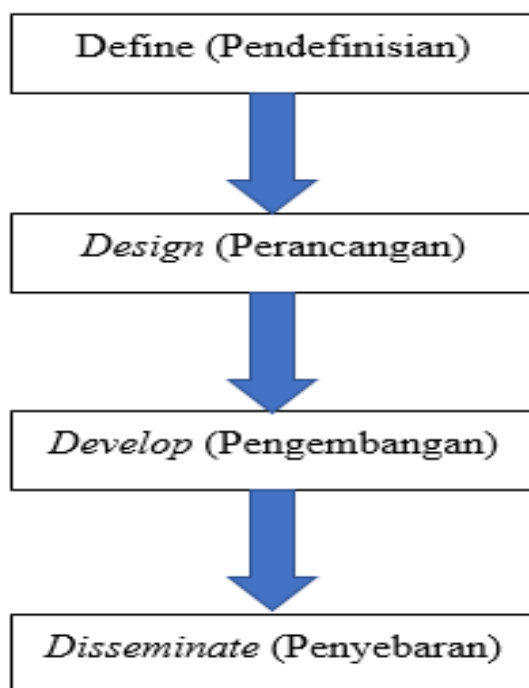 Define (Pendefinisian)
Design (Perancangan)
Develop (Pengembangan)
Disseminate (Penyebaran)